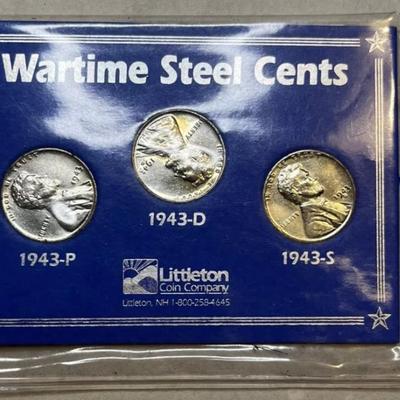 Wartime Steel Cents
1943-P
1943-D
1943-S
Littleton
Coin Company
Littleton, NH 1-800-258-4645